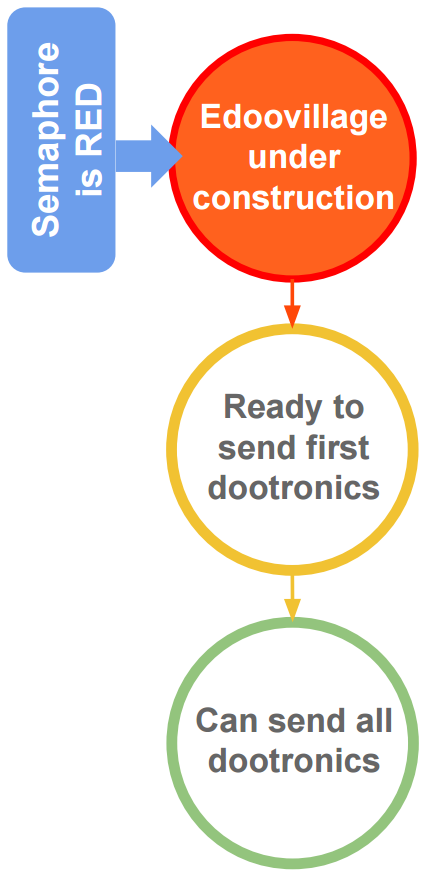 Semaphore
is RED
Edoovillage
under
construction
Ready to
send first
dootronics
Can send all
dootronics